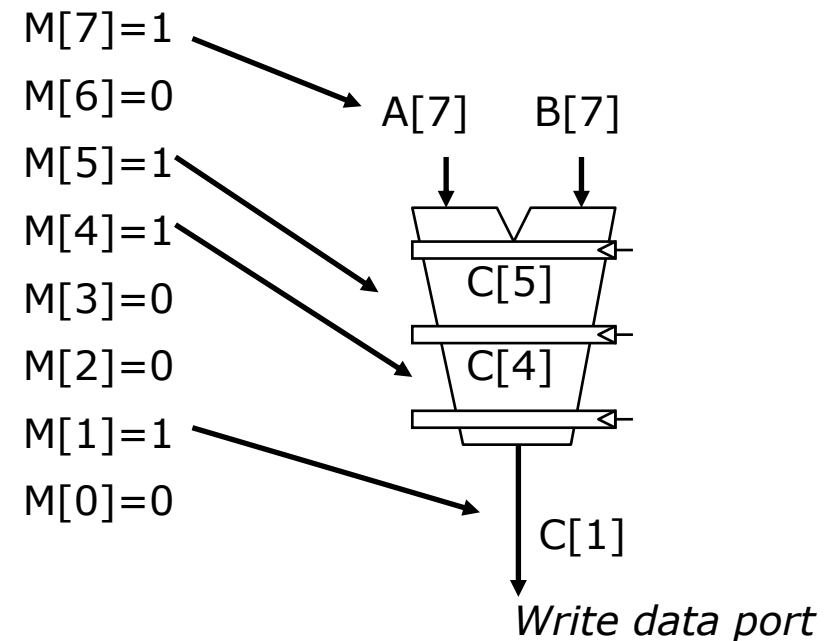 M[7]=1
M[6]=0
M[5]=1
M[4]=1
M[3]=0
M[2]=0
M[1]=1
M[0]=0
A[7] B[7]
C[5]
C[4]
C[1]
Write data port